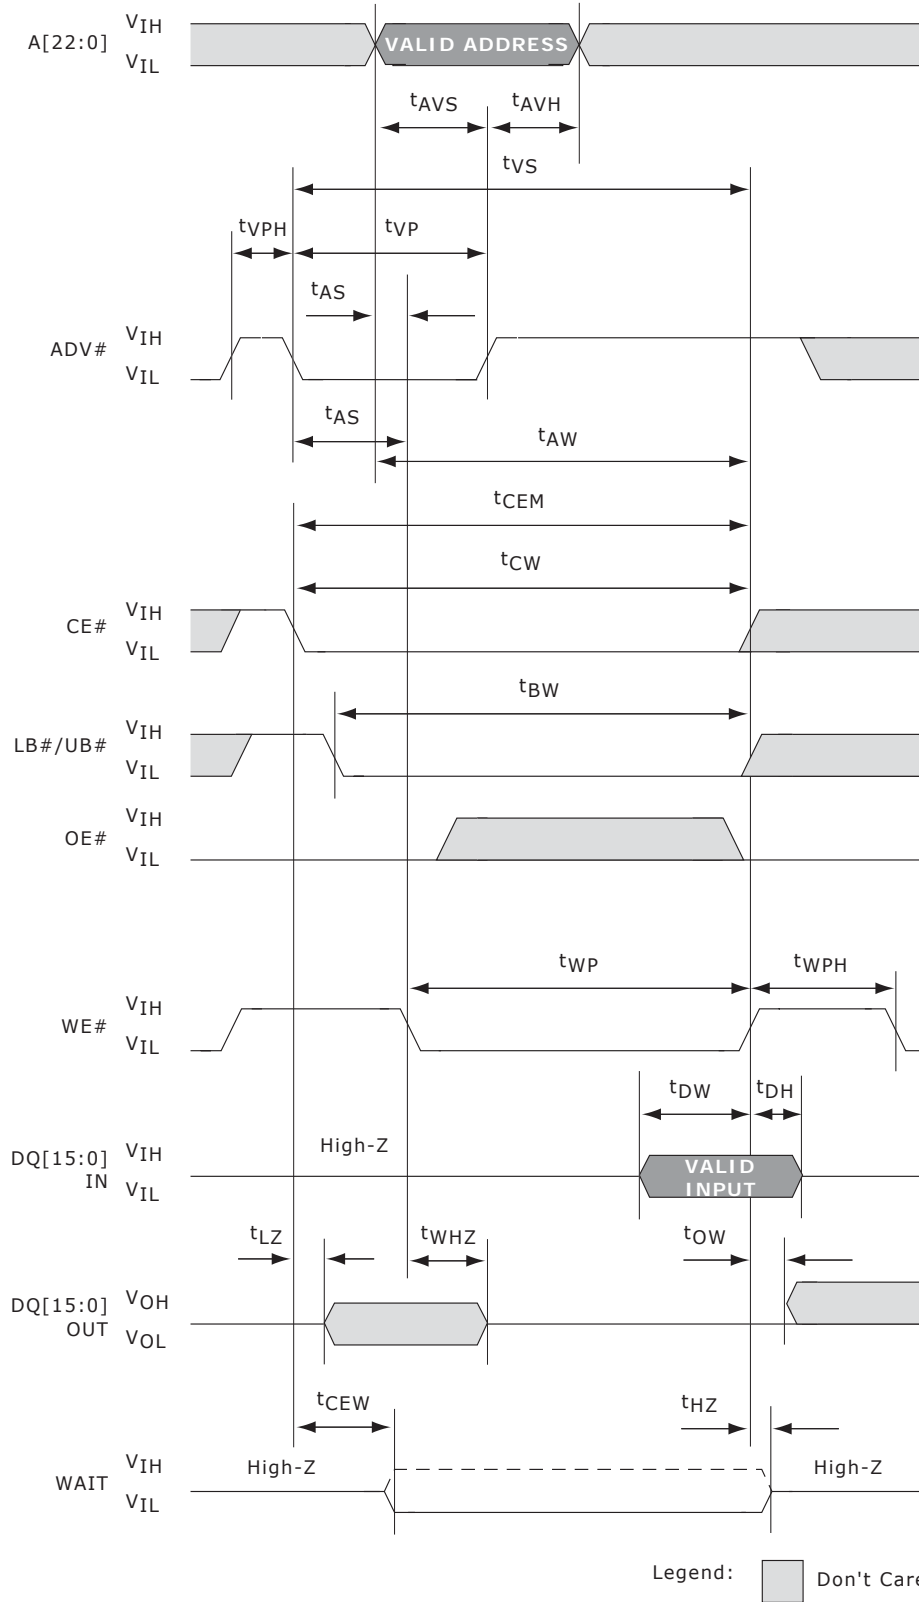 A[22:0] VIH VALID ADDRESS
VIL
tAVS tAVH
tVS
tVPH tVP
tAS
ADV# VIH
VIL
tAS
tAW
tCEM
tCW
CE# VIH
VIL
tBW
LB#/UB# VIH
VIL
OE# VIH
VIL
tWP tWPH
WE# VIH
VIL
tDW tDH
High-Z
DQ[15:0] IN VIH VALID INPUT
VIL
tLZ tWHZ tOW
DQ[15:0] OUT VOH
VOL
tCEW tHZ
WAIT VIH High-Z High-Z
VIL
Legend: Don't Care